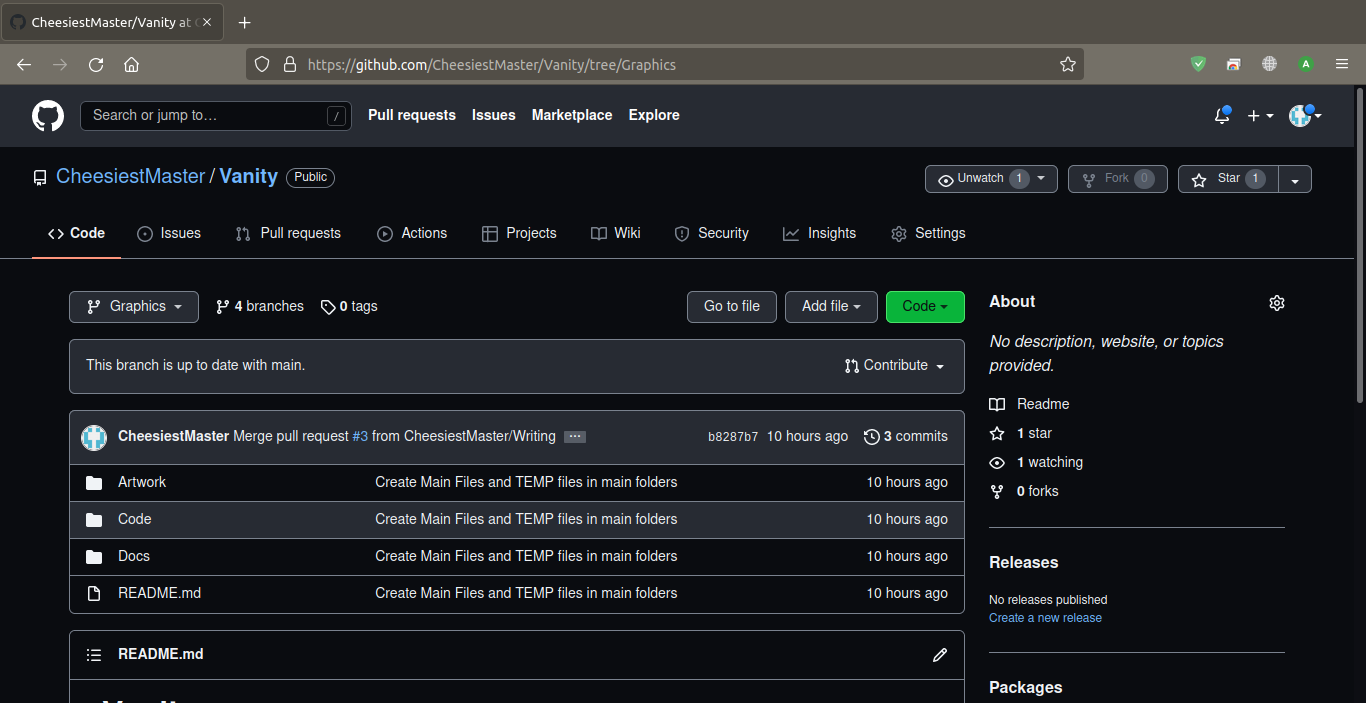 CheesiestMaster/Vanity at
https://github.com/CheesiestMaster/Vanity/tree/Graphics
A
Search or jump to… /
Pull requests Issues Marketplace Explore
CheesiestMaster / Vanity Public
Unwatch 1 Fork 0 Star 1
Code Issues Pull requests Actions Projects Wiki Security Insights Settings
Graphics 4 branches 0 tags
Go to file Add file Code
This branch is up to date with main.
Contribute
CheesiestMaster Merge pull request #3 from CheesiestMaster/Writing ... b8287b7 10 hours ago 3 commits
Artwork Create Main Files and TEMP files in main folders 10 hours ago
Code Create Main Files and TEMP files in main folders 10 hours ago
Docs Create Main Files and TEMP files in main folders 10 hours ago
README.md Create Main Files and TEMP files in main folders 10 hours ago
README.md
About
No description, website, or topics
provided.
Readme
1 star
1 watching
0 forks
Releases
No releases published
Create a new release
Packages